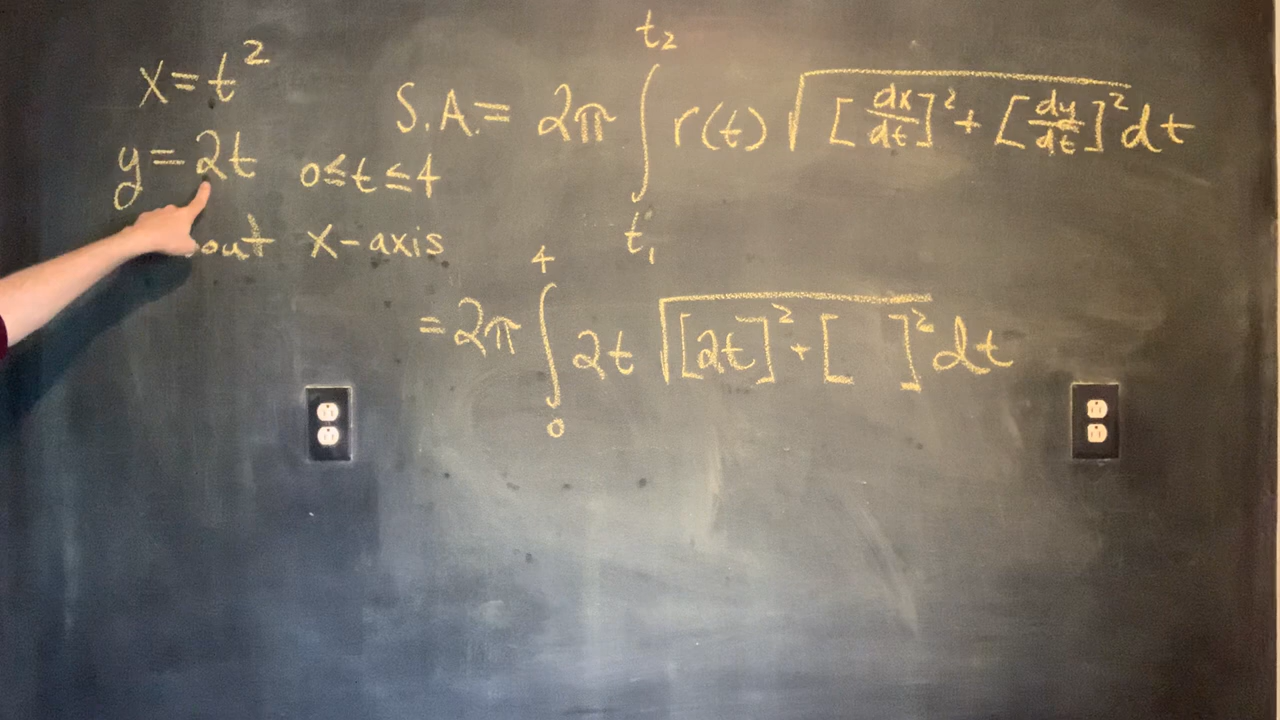 x = t²
y = 2t 0 ≤ t ≤ 4
out x-axis
S.A. = 2π ∫_{t₁}^{t₂} r(t) √([dx/dt]² + [dy/dt]²) dt
= 2π ∫_0^4 2t √([2t]² + [ ]²) dt